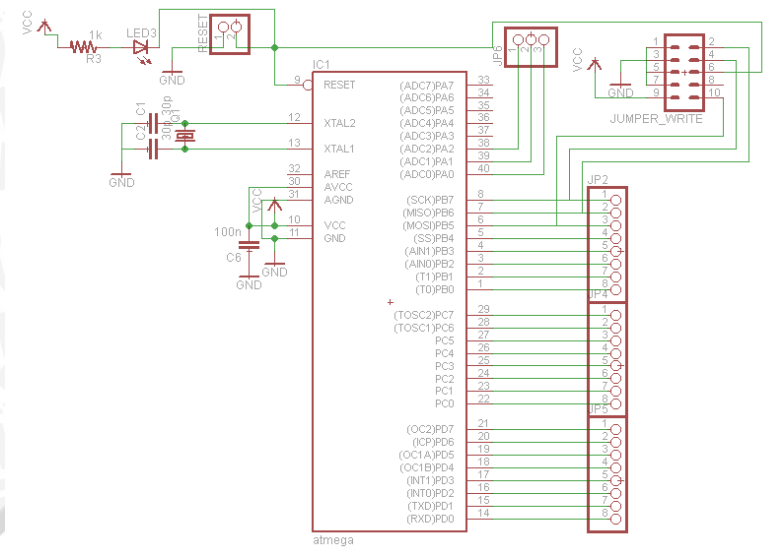 VCC
1k
R3
LED3
RESET
1
2
GND
IC1
JP6
1
2
3
VCC
GND
1
3
5
7
9
2
4
6
8
10
JUMPER_WRITE
C1
30p
C2
30p
Q1
GND
9 RESET
12 XTAL2
13 XTAL1
32 AREF
30 AVCC
31 AGND
10 VCC
11 GND
VCC
100n
C6
GND
GND
(ADC7)PA7 33
(ADC6)PA6 34
(ADC5)PA5 35
(ADC4)PA4 36
(ADC3)PA3 37
(ADC2)PA2 38
(ADC1)PA1 39
(ADC0)PA0 40
JP2
(SCK)PB7 8 1
(MISO)PB6 7 2
(MOSI)PB5 6 3
(SS)PB4 5 4
(AIN1)PB3 4 5
(AIN0)PB2 3 6
(T1)PB1 2 7
(T0)PB0 1 8
JP4
(TOSC2)PC7 29 1
(TOSC1)PC6 28 2
PC5 27 3
PC4 26 4
PC3 25 5
PC2 24 6
PC1 23 7
PC0 22 8
JP5
(OC2)PD7 21 1
(ICP)PD6 20 2
(OC1A)PD5 19 3
(OC1B)PD4 18 4
(INT1)PD3 17 5
(INT0)PD2 16 6
(TXD)PD1 15 7
(RXD)PD0 14 8
atmega